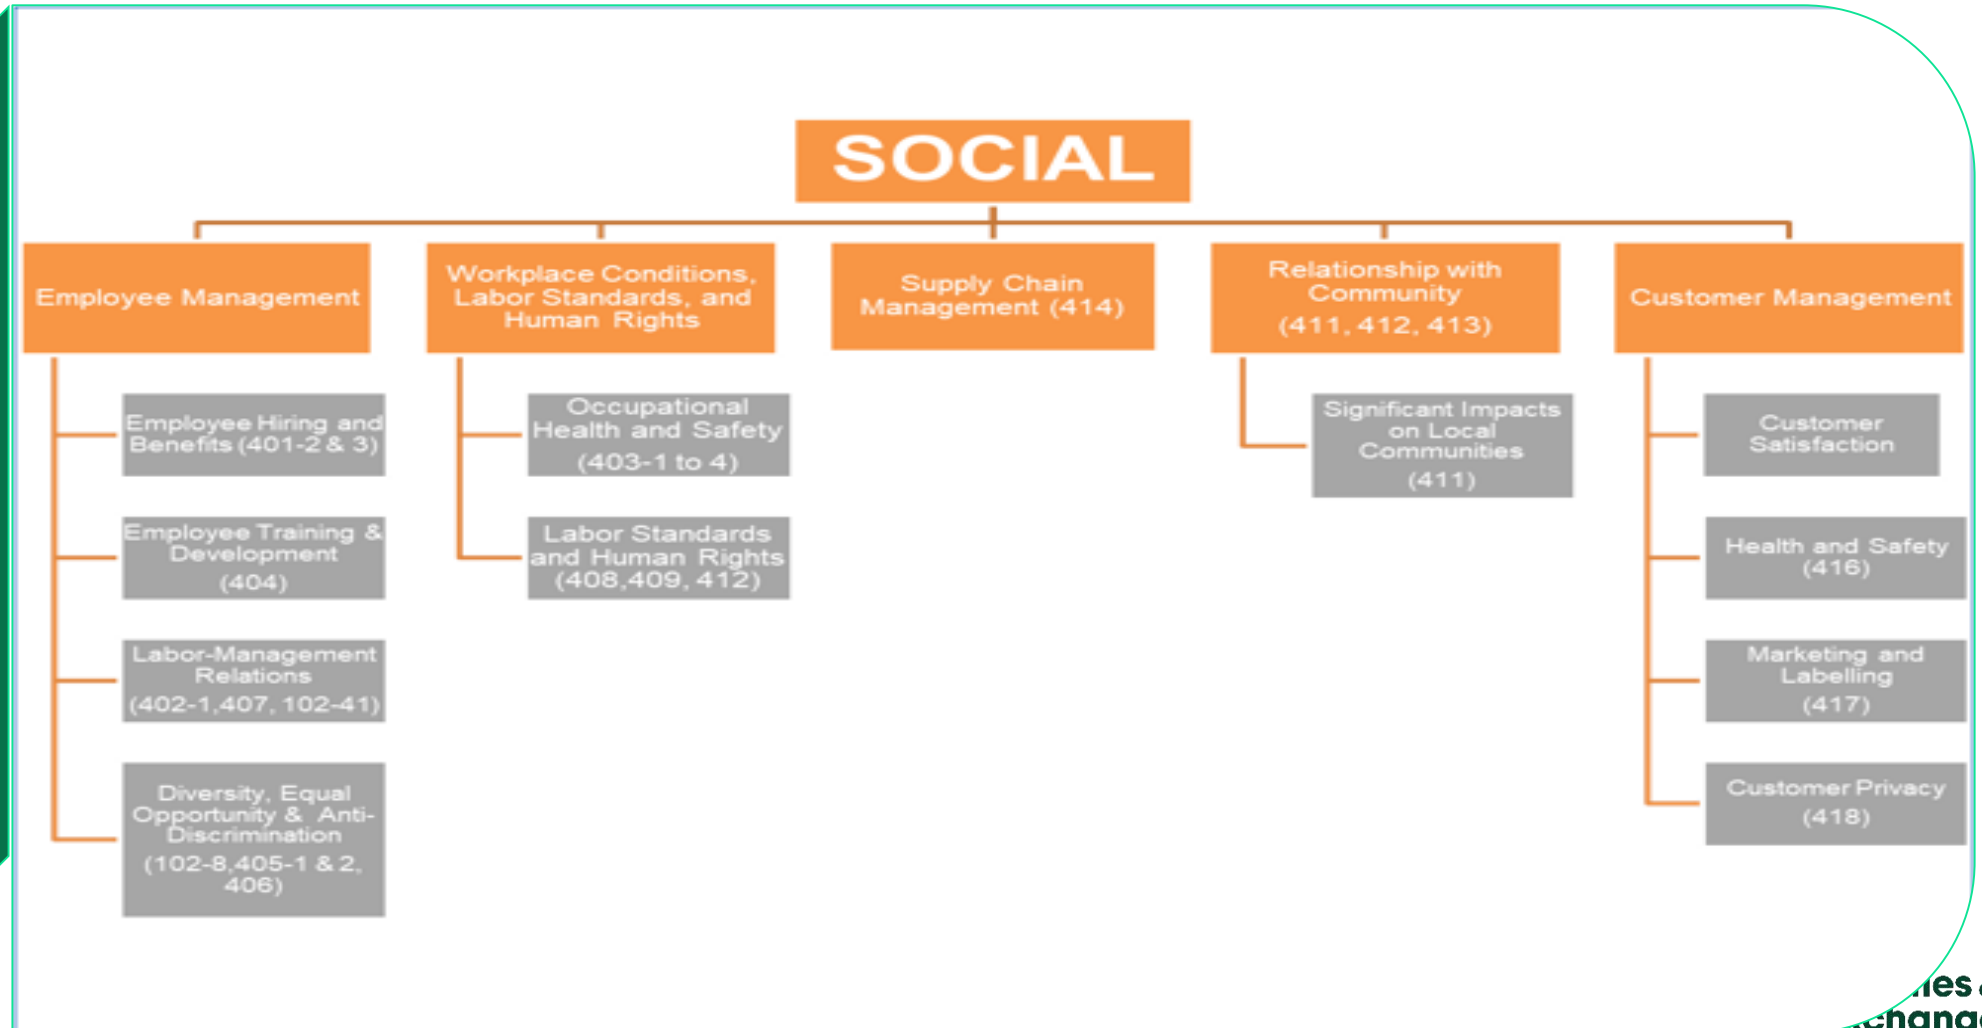 SOCIAL
Employee Management
Employee Hiring and
Benefits (401-2 & 3)
Employee Training &
Development
(404)
Labor-Management
Relations
(402-1,407, 102-41)
Diversity, Equal
Opportunity & Anti-
Discrimination
(102-8,405-1 & 2,
406)
Workplace Conditions,
Labor Standards, and
Human Rights
Occupational
Health and Safety
(403-1 to 4)
Labor Standards
and Human Rights
(408,409, 412)
Supply Chain
Management (414)
Relationship with
Community
(411, 412, 413)
Significant Impacts
on Local
Communities
(411)
Customer Management
Customer
Satisfaction
Health and Safety
(416)
Marketing and
Labelling
(417)
Customer Privacy
(418)